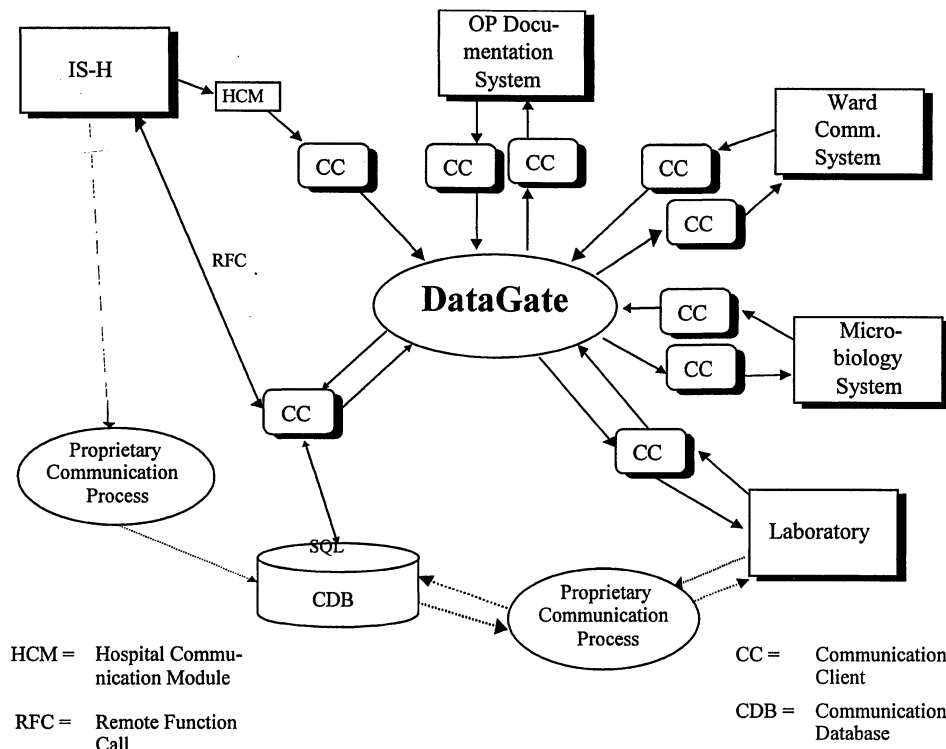 OP Docu-
mentation
System
IS-H
HCM
Ward
Comm.
System
CC
CC
CC
CC
CC
RFC
DataGate
CC
Micro-
biology
System
CC
CC
CC
Proprietary
Communication
Process
Laboratory
SQL
CDB
Proprietary
Communication
Process
HCM = Hospital Commu-
nication Module
RFC = Remote Function
Call
CC = Communication
Client
CDB = Communication
Database